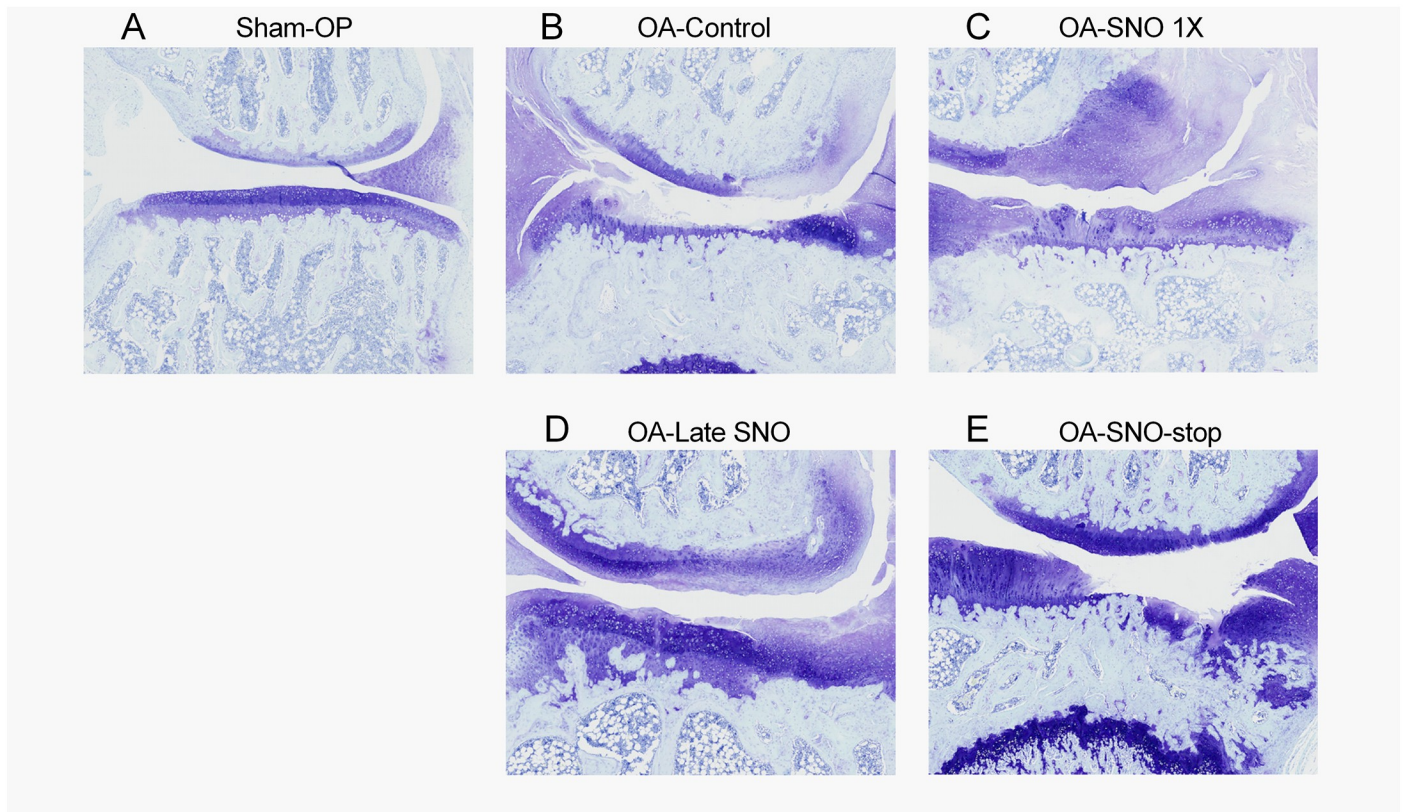 A Sham-OP
B OA-Control
C OA-SNO 1X
D OA-Late SNO
E OA-SNO-stop